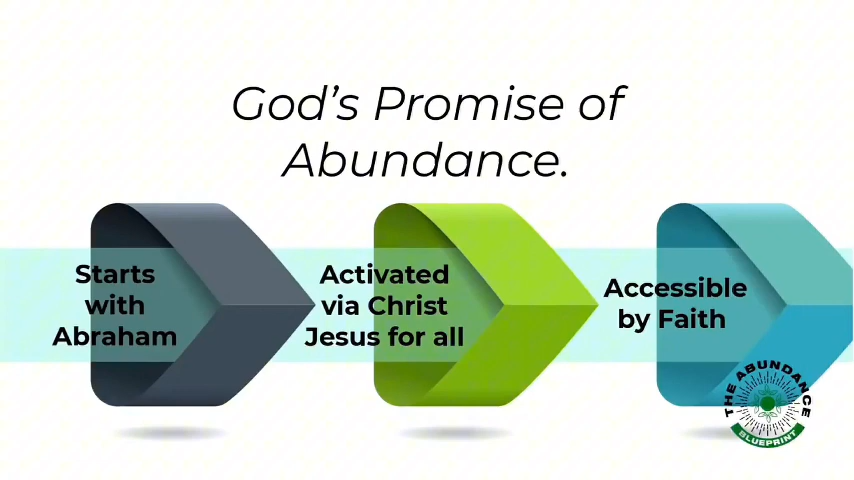 God’s Promise of
Abundance.
Starts
with
Abraham
Activated
via Christ
Jesus for all
Accessible
by Faith
THE ABUNDANCE
BLUEPRINT